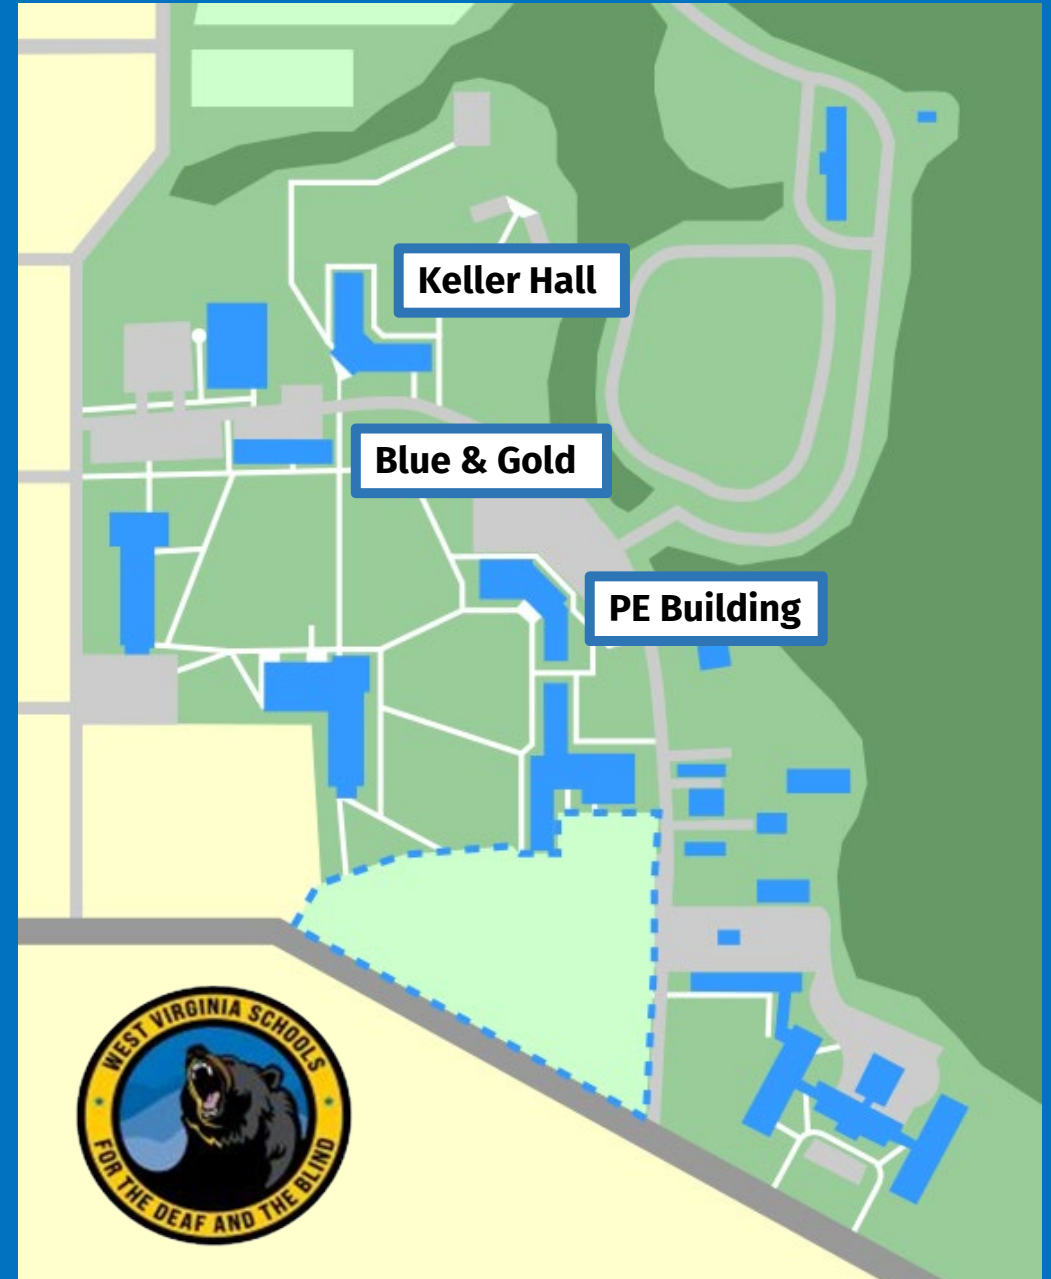 Keller Hall
Blue & Gold
PE Building
WEST VIRGINIA SCHOOLS
FOR THE DEAF AND THE BLIND